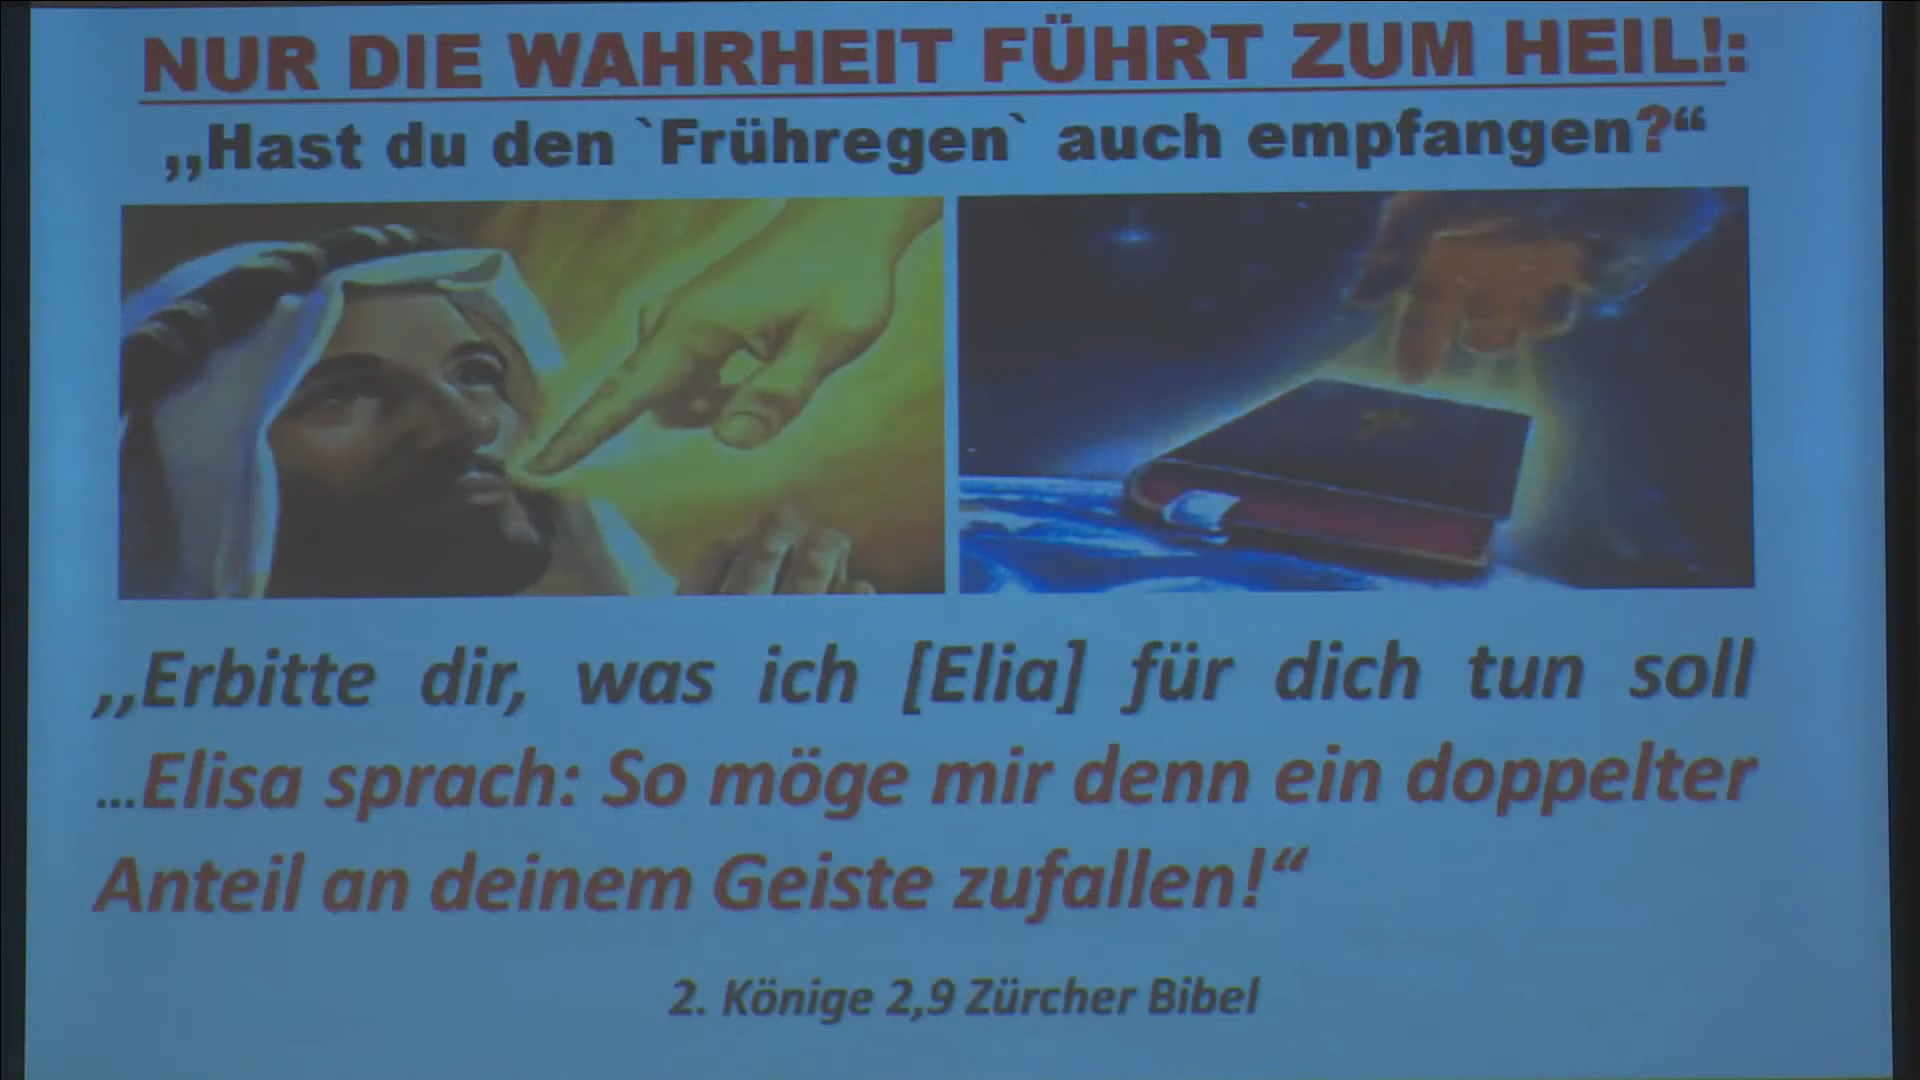 NUR DIE WAHRHEIT FÜHRT ZUM HEIL!:
,,Hast du den `Frühregen` auch empfangen?“
,,Erbitte dir, was ich [Elia] für dich tun soll
...Elisa sprach: So möge mir denn ein doppelter
Anteil an deinem Geiste zufallen!“
2. Könige 2,9 Zürcher Bibel